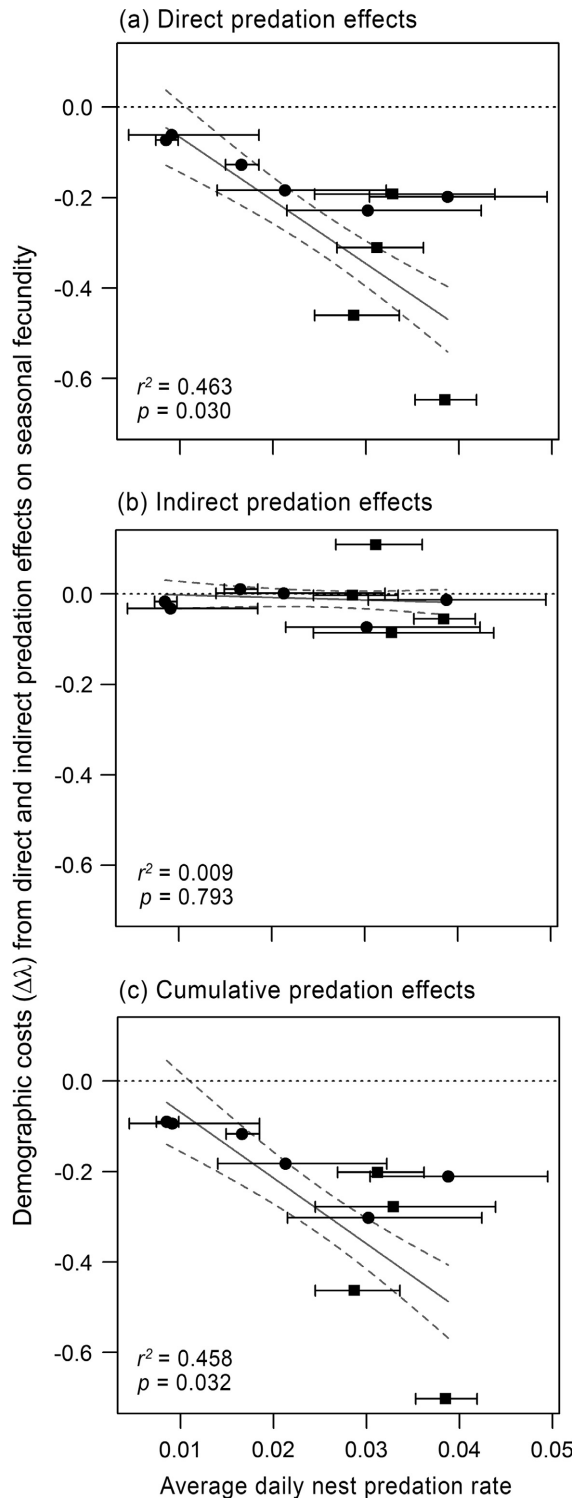 (a) Direct predation effects
0.0
-0.2
-0.4
-0.6
r² = 0.463
p = 0.030
(b) Indirect predation effects
0.0
-0.2
-0.4
-0.6
r² = 0.009
p = 0.793
(c) Cumulative predation effects
0.0
-0.2
-0.4
-0.6
r² = 0.458
p = 0.032
0.01 0.02 0.03 0.04 0.05
Average daily nest predation rate
Demographic costs (Δλ) from direct and indirect predation effects on seasonal fecundity